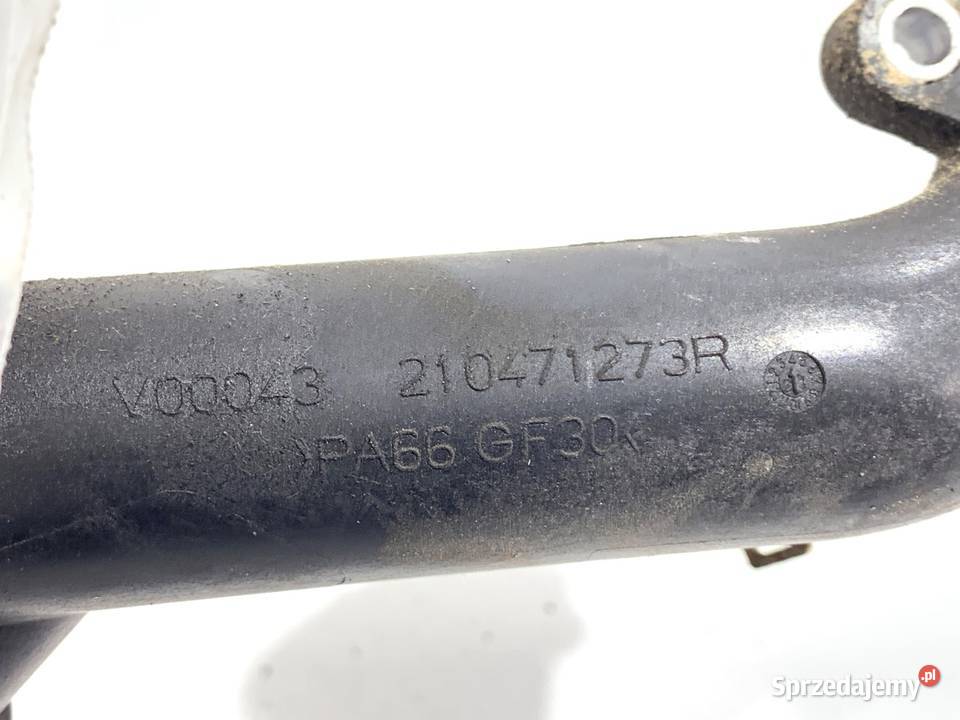 V00043 210471273R
>PA66 GF30<
Sprzedajemy.pl